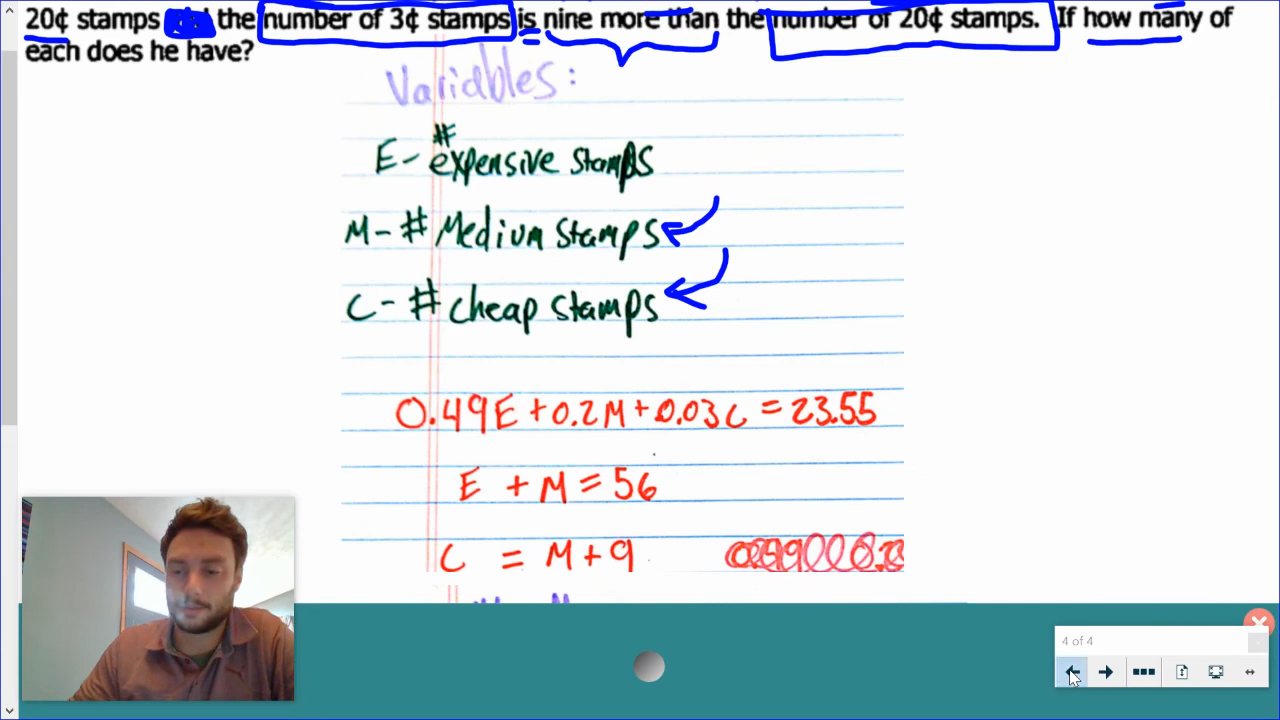 20¢ stamps the number of 3¢ stamps is nine more than the number of 20¢ stamps. If how many of
each does he have?
Variables:
E - # expensive stamps
M - # Medium stamps
C - # cheap stamps
0.49E + 0.2M + 0.03C = 23.55
E + M = 56
C = M + 9
4 of 4